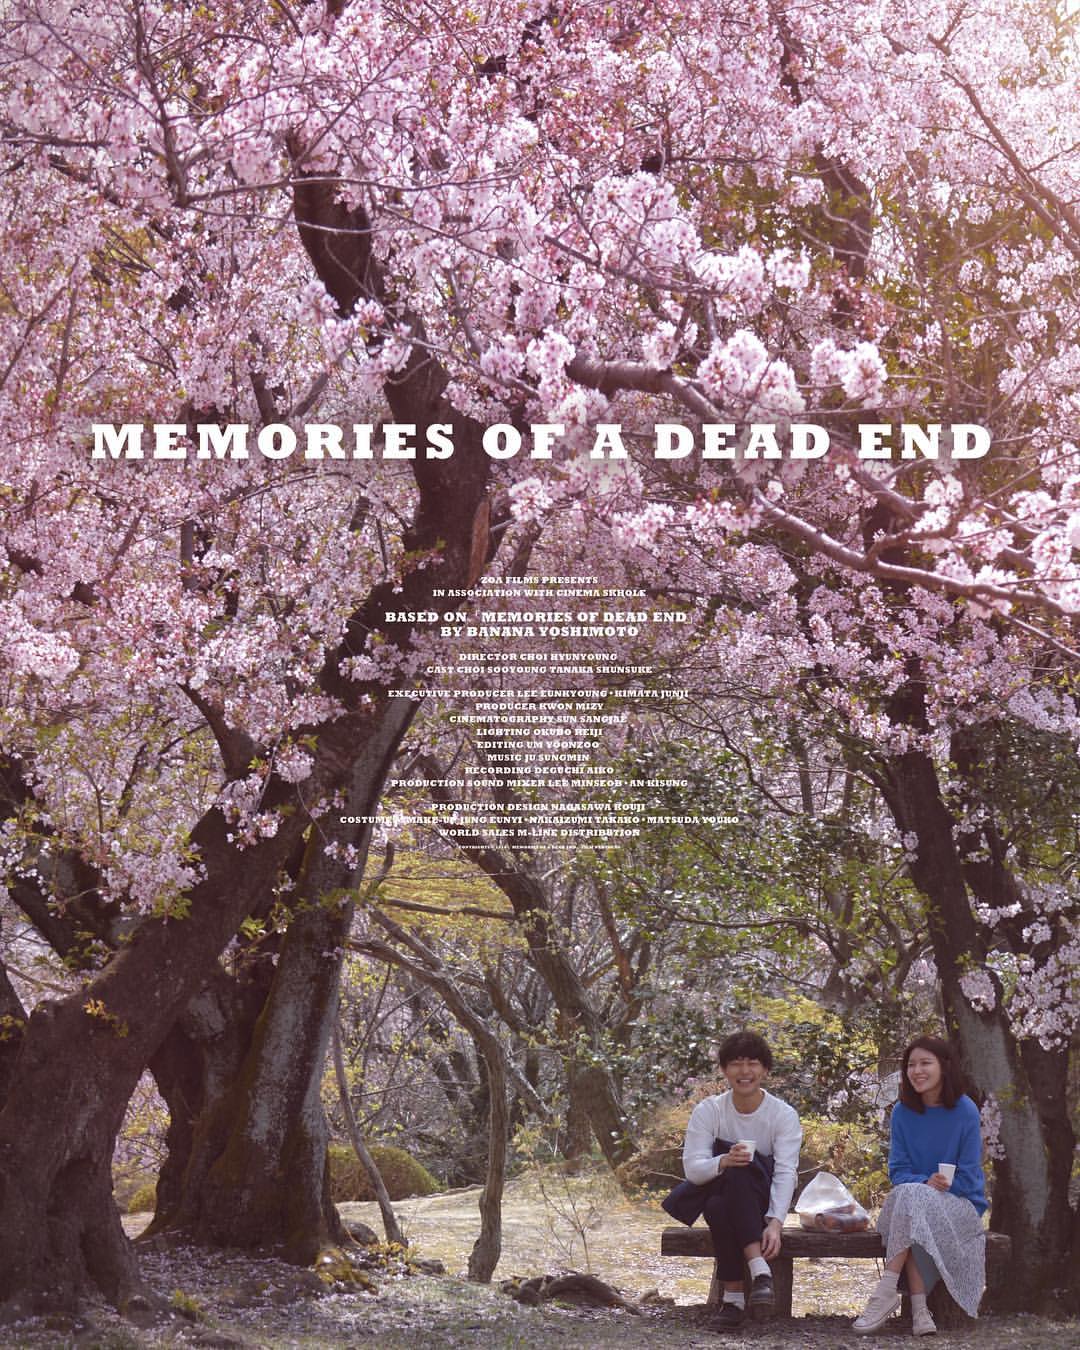 MEMORIES OF A DEAD END
ZOA FILMS PRESENTS
IN ASSOCIATION WITH CINEMA SKHOLE
BASED ON 「MEMORIES OF DEAD END」
BY BANANA YOSHIMOTO
DIRECTOR CHOI HYUNYOUNG
CAST CHOI SOOYOUNG TANAKA SHUNSUKE
EXECUTIVE PRODUCER LEE EUNKYOUNG • KIMATA JUNJI
PRODUCER KWON MIZY
CINEMATOGRAPHY SUN SANGJAE
LIGHTING OKUBO REIJI
EDITING UM YOONZOO
MUSIC JU SUNGMIN
RECORDING DEGUCHI AIKO
PRODUCTION SOUND MIXER LEE MINSEOB • AN KISUNG
PRODUCTION DESIGN NAGASAWA KOUJI
COSTUME • MAKE-UP JUNG EUNYI • NAKAIZUMI TAKAKO • MATSUDA YOUKO
WORLD SALES M-LINE DISTRIBUTION